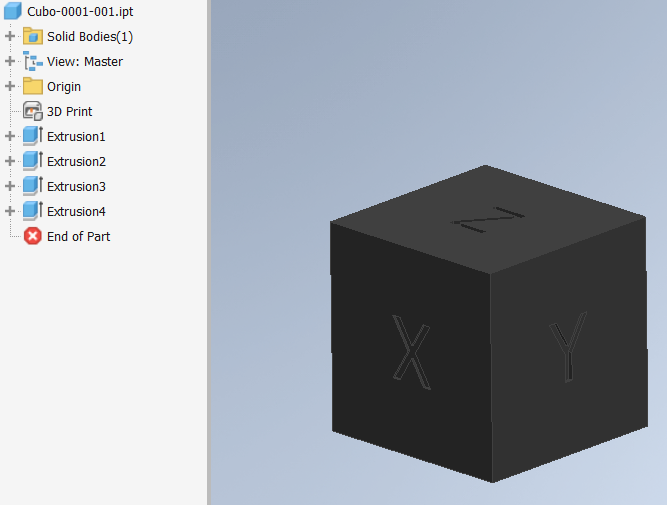 Cubo-0001-001.ipt
Solid Bodies(1)
View: Master
Origin
3D Print
Extrusion1
Extrusion2
Extrusion3
Extrusion4
End of Part
Z
X
Y